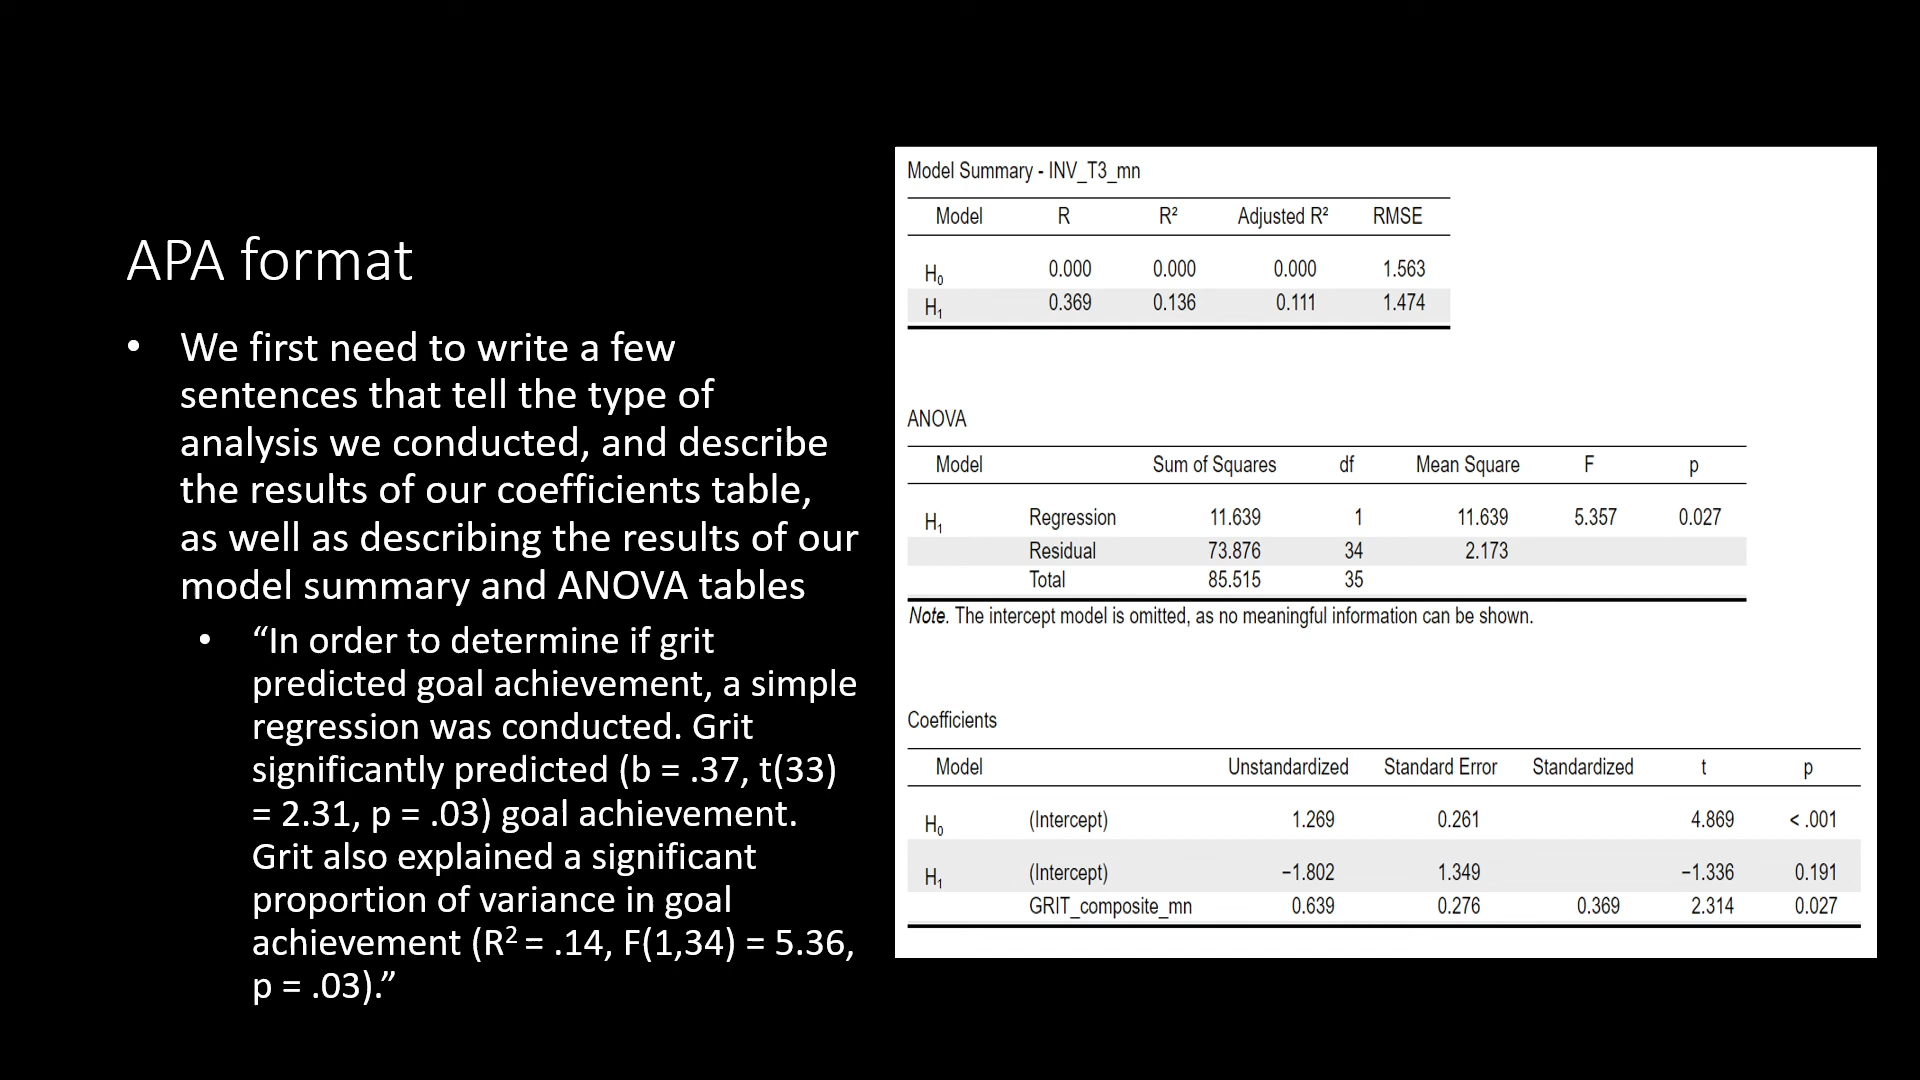 APA format
• We first need to write a few
sentences that tell the type of
analysis we conducted, and describe
the results of our coefficients table,
as well as describing the results of our
model summary and ANOVA tables
• “In order to determine if grit
predicted goal achievement, a simple
regression was conducted. Grit
significantly predicted (b = .37, t(33)
= 2.31, p = .03) goal achievement.
Grit also explained a significant
proportion of variance in goal
achievement (R² = .14, F(1,34) = 5.36,
p = .03).”
Model Summary - INV_T3_mn
Model R R² Adjusted R² RMSE
H₀ 0.000 0.000 0.000 1.563
H₁ 0.369 0.136 0.111 1.474
ANOVA
Model Sum of Squares df Mean Square F p
H₁ Regression 11.639 1 11.639 5.357 0.027
Residual 73.876 34 2.173
Total 85.515 35
Note. The intercept model is omitted, as no meaningful information can be shown.
Coefficients
Model Unstandardized Standard Error Standardized t p
H₀ (Intercept) 1.269 0.261 4.869 < .001
H₁ (Intercept) −1.802 1.349 −1.336 0.191
GRIT_composite_mn 0.639 0.276 0.369 2.314 0.027